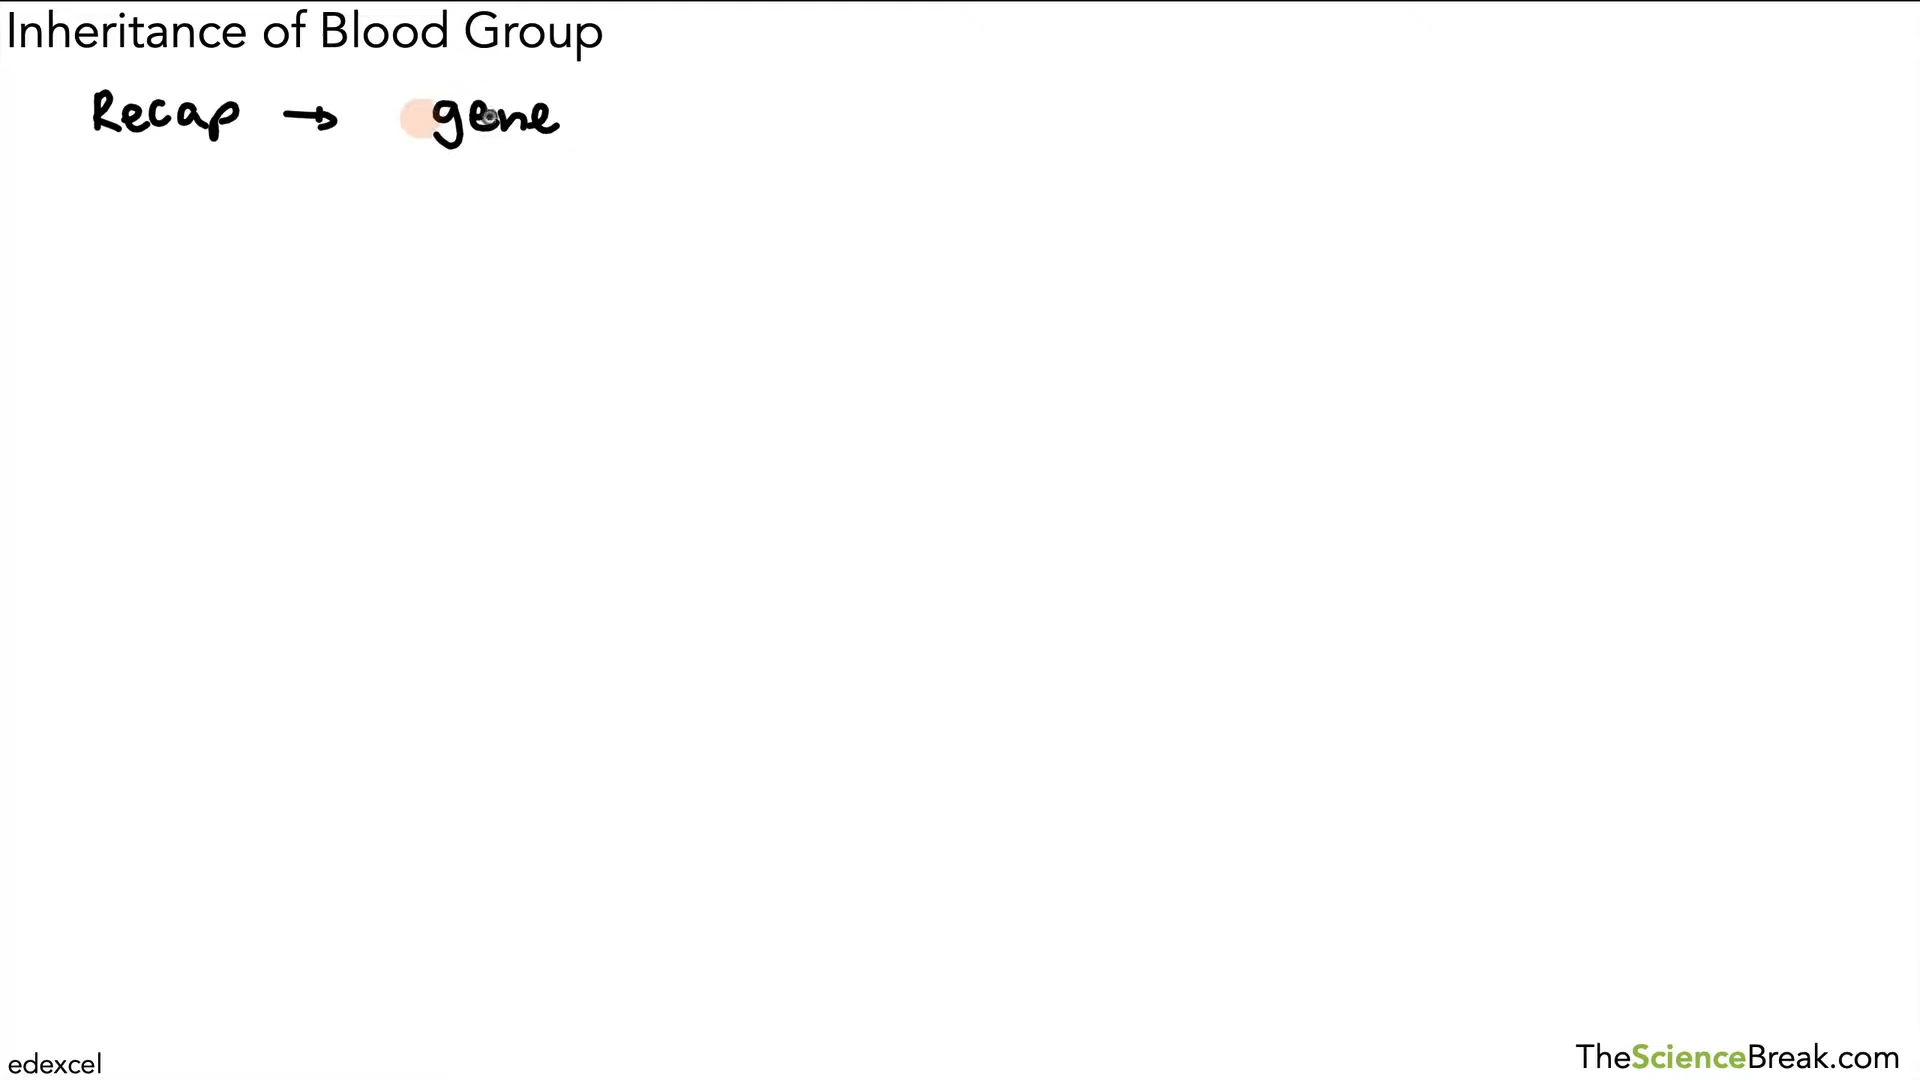 Inheritance of Blood Group
Recap → gene
edexcel
TheScienceBreak.com